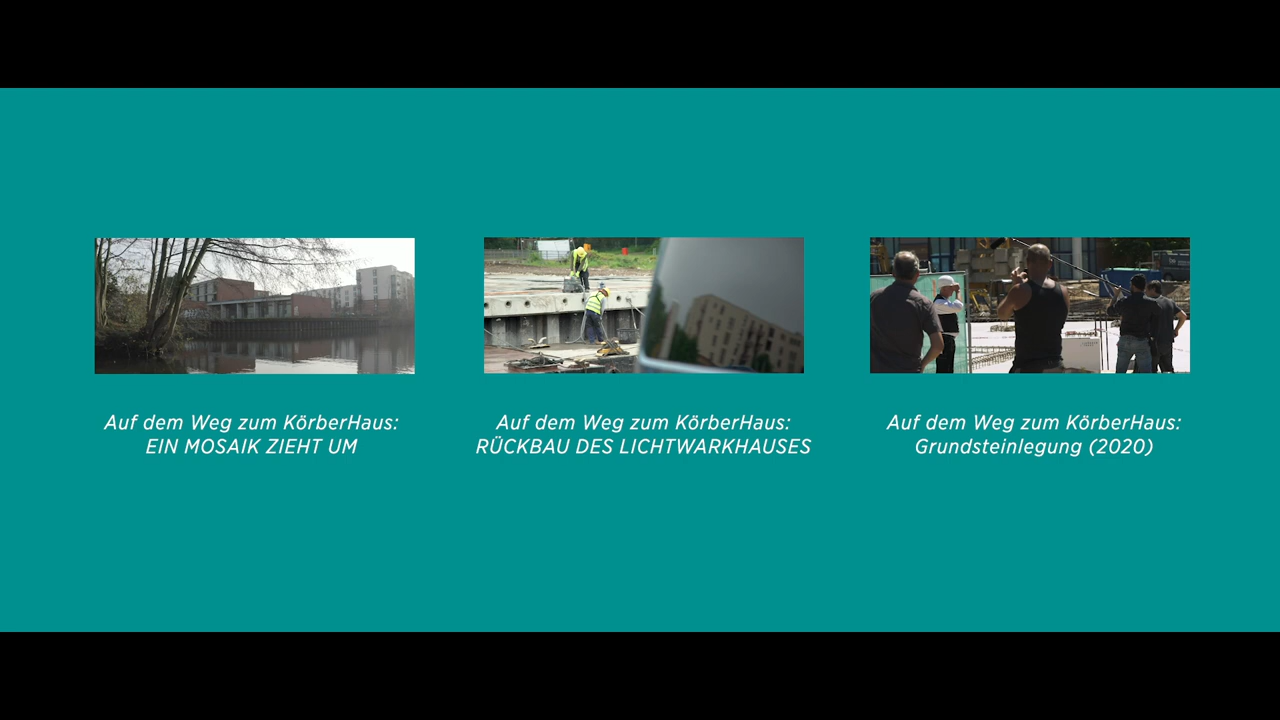 Auf dem Weg zum KörberHaus:
EIN MOSAIK ZIEHT UM
Auf dem Weg zum KörberHaus:
RÜCKBAU DES LICHTWARKHAUSES
Auf dem Weg zum KörberHaus:
Grundsteinlegung (2020)